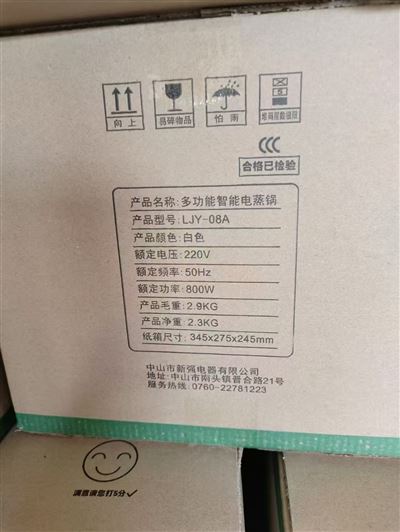 向上
易碎物品
怕雨
堆码层数极限
CCC
合格已检验
产品名称:多功能智能电蒸锅
产品型号:LJY-08A
产品颜色:白色
额定电压:220V
额定频率:50Hz
额定功率:800W
产品毛重:2.9KG
产品净重:2.3KG
纸箱尺寸:345x275x245mm
中山市新强电器有限公司
地址:中山市南头镇晋合路21号
服务热线:0760-22781223
满意请您打5分